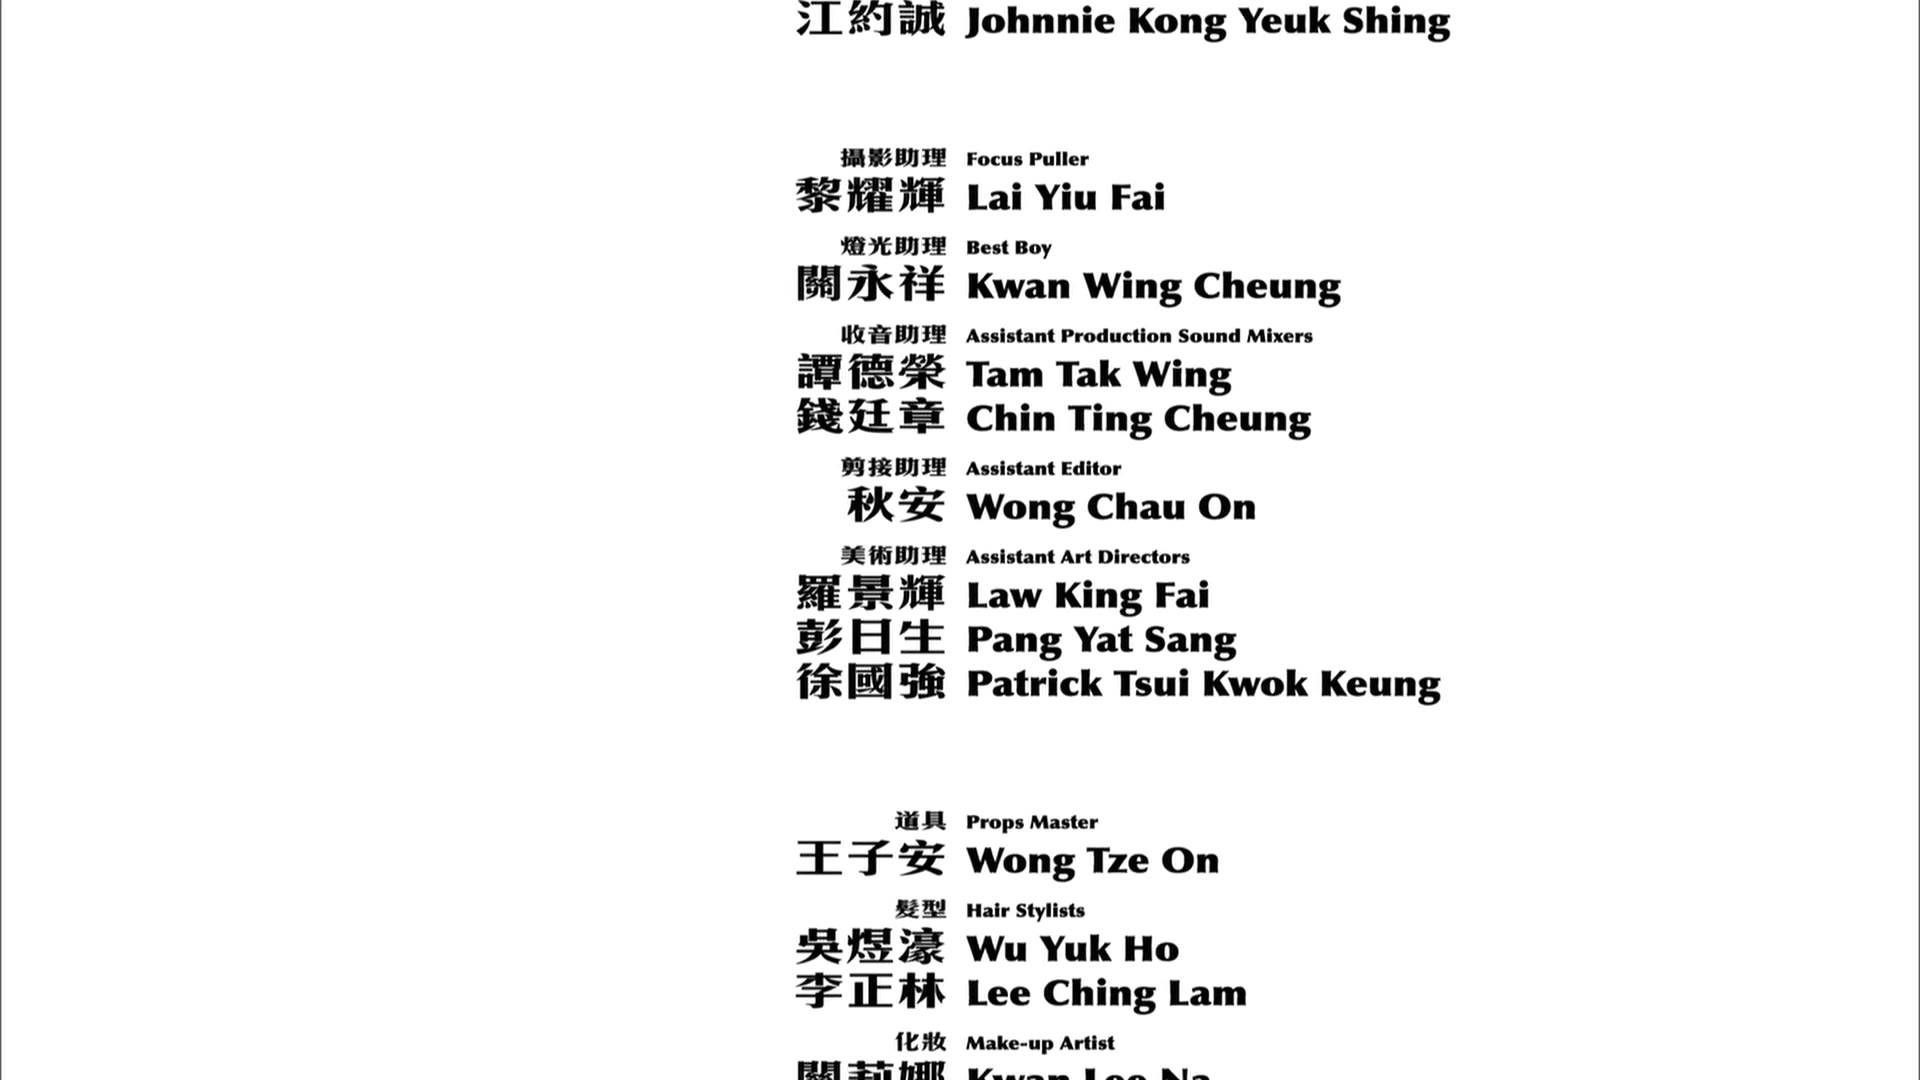 江約誠 Johnnie Kong Yeuk Shing
攝影助理 Focus Puller
黎耀輝 Lai Yiu Fai
燈光助理 Best Boy
關永祥 Kwan Wing Cheung
收音助理 Assistant Production Sound Mixers
譚德榮 Tam Tak Wing
錢廷章 Chin Ting Cheung
剪接助理 Assistant Editor
秋安 Wong Chau On
美術助理 Assistant Art Directors
羅景輝 Law King Fai
彭日生 Pang Yat Sang
徐國強 Patrick Tsui Kwok Keung
道具 Props Master
王子安 Wong Tze On
髮型 Hair Stylists
吳煜濠 Wu Yuk Ho
李正林 Lee Ching Lam
化妝 Make-up Artist
關莉娜 Kwan Lee Na